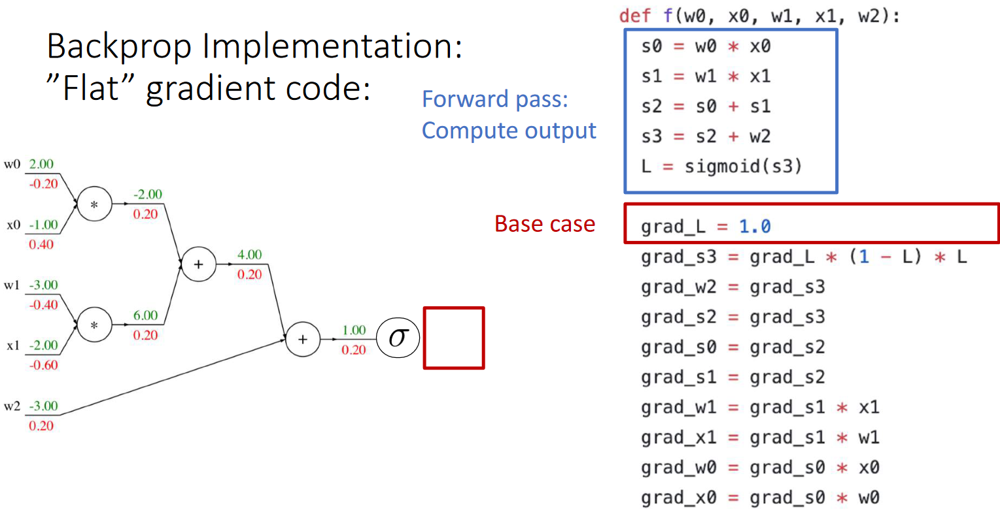 Backprop Implementation:
”Flat” gradient code:
Forward pass:
Compute output
def f(w0, x0, w1, x1, w2):
s0 = w0 * x0
s1 = w1 * x1
s2 = s0 + s1
s3 = s2 + w2
L = sigmoid(s3)
Base case
grad_L = 1.0
grad_s3 = grad_L * (1 - L) * L
grad_w2 = grad_s3
grad_s2 = grad_s3
grad_s0 = grad_s2
grad_s1 = grad_s2
grad_w1 = grad_s1 * x1
grad_x1 = grad_s1 * w1
grad_w0 = grad_s0 * x0
grad_x0 = grad_s0 * w0
w0 2.00
-0.20
x0 -1.00
0.40
*
-2.00
0.20
w1 -3.00
-0.40
x1 -2.00
-0.60
*
6.00
0.20
+
4.00
0.20
w2 -3.00
0.20
+
1.00
0.20
σ